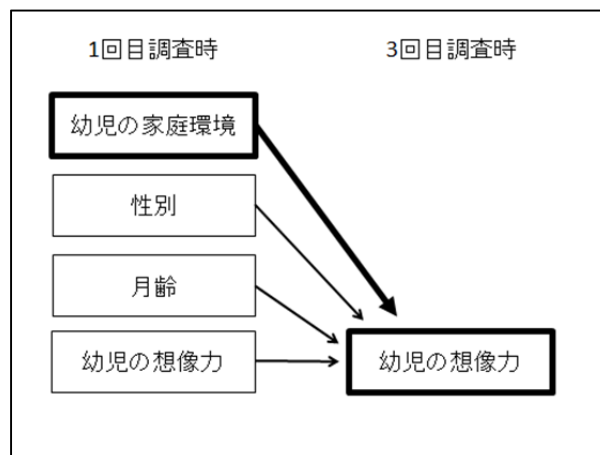 1回目調査時
3回目調査時
幼児の家庭環境
性別
月齢
幼児の想像力
幼児の想像力